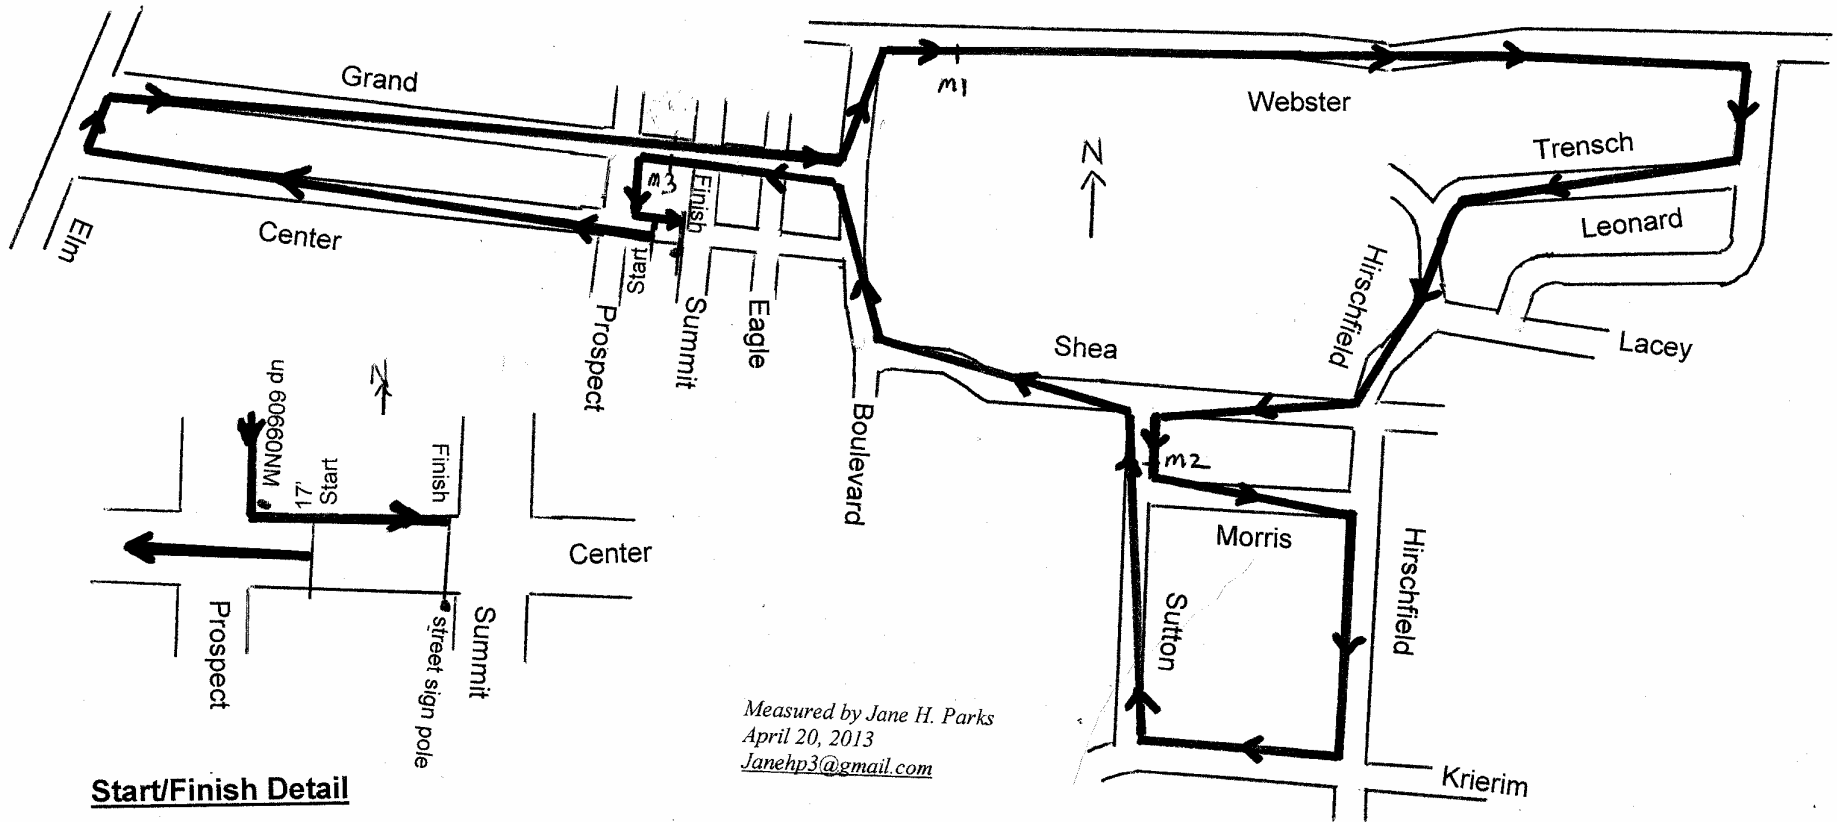 Grand
m1
Webster
N
Trensch
Leonard
Hirschfield
Lacey
m3
Finish
Elm
Center
Start
Prospect
Summit
Eagle
Shea
Boulevard
m2
Morris
Hirschfield
Sutton
Krierim
N
up 60660NM
17'
Start
Finish
Center
Prospect
Summit
street sign pole
Measured by Jane H. Parks
April 20, 2013
Janehp3@gmail.com
Start/Finish Detail